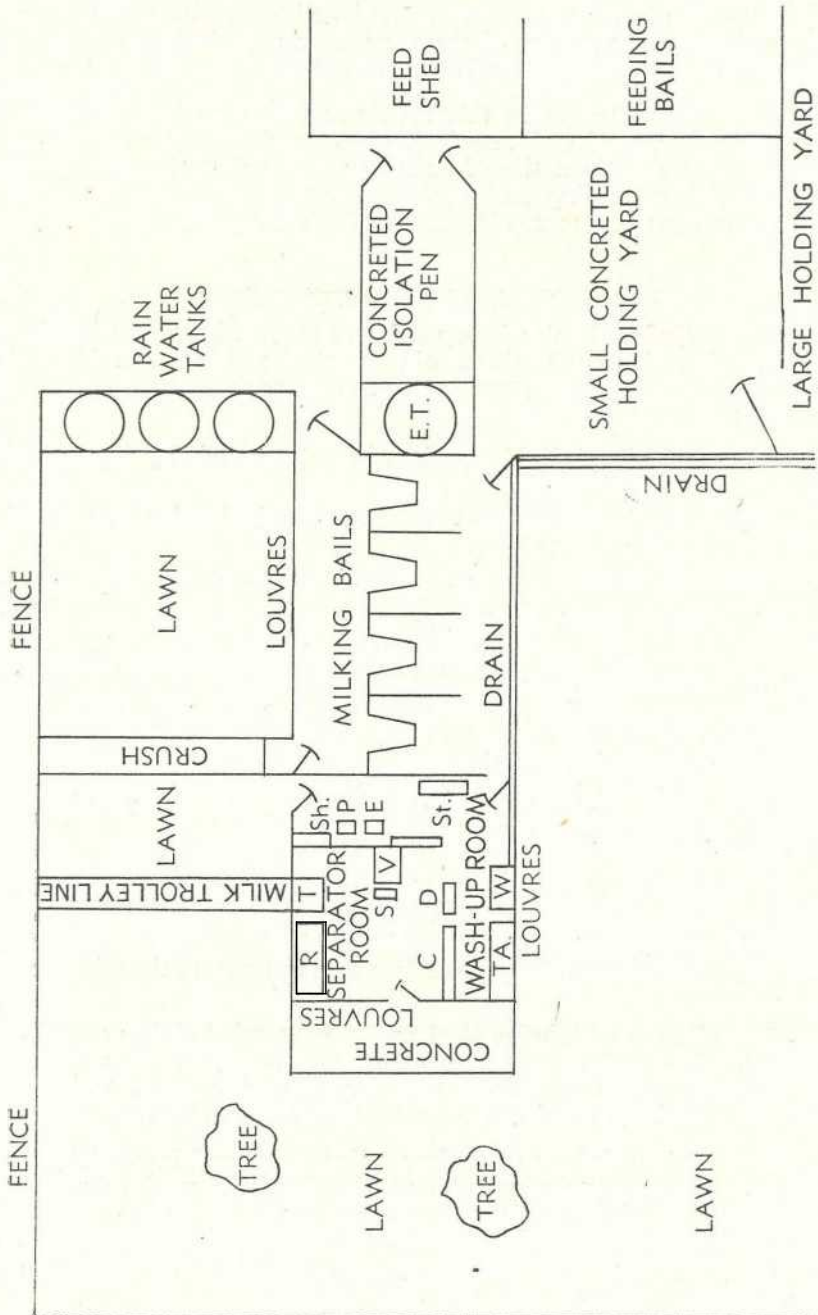 FENCE
FENCE
RAIN
WATER
TANKS
FEED
SHED
LAWN
LOUVRES
CRUSH
LAWN
MILK TROLLEY LINE
CONCRETED
ISOLATION
PEN
E.T.
MILKING BAILS
FEEDING
BAILS
SMALL CONCRETED
HOLDING YARD
LARGE HOLDING YARD
DRAIN
DRAIN
T
R
SEPARATOR
ROOM
Sh.
P
E
V
S
St.
D
C
WASH-UP ROOM
W
T.A.
LOUVRES
LOUVRES
CONCRETE
TREE
LAWN
TREE
LAWN